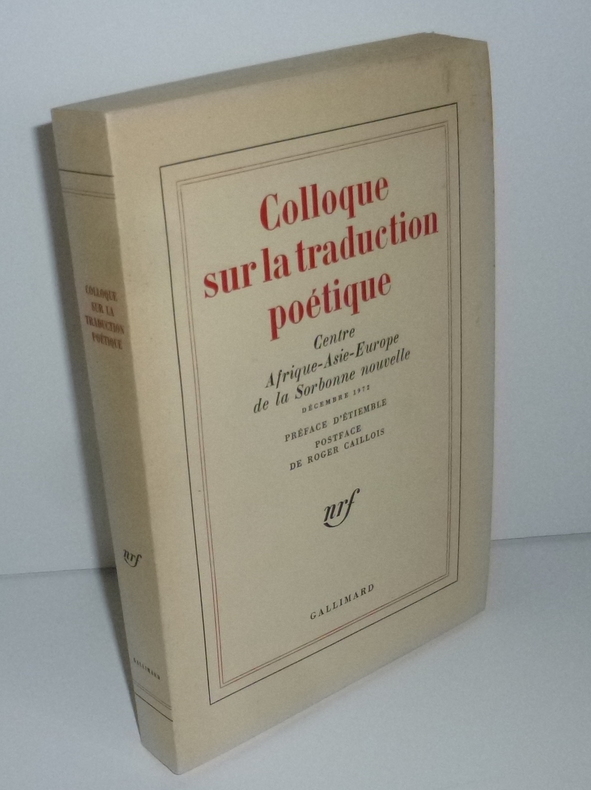 Colloque
sur la traduction
poétique
Centre
Afrique-Asie-Europe
de la Sorbonne nouvelle
DÉCEMBRE 1972
PRÉFACE D'ÉTIEMBLE
POSTFACE
DE ROGER CAILLOIS
nrf
GALLIMARD
COLLOQUE
SUR LA
TRADUCTION
POÉTIQUE
nrf
GALLIMARD